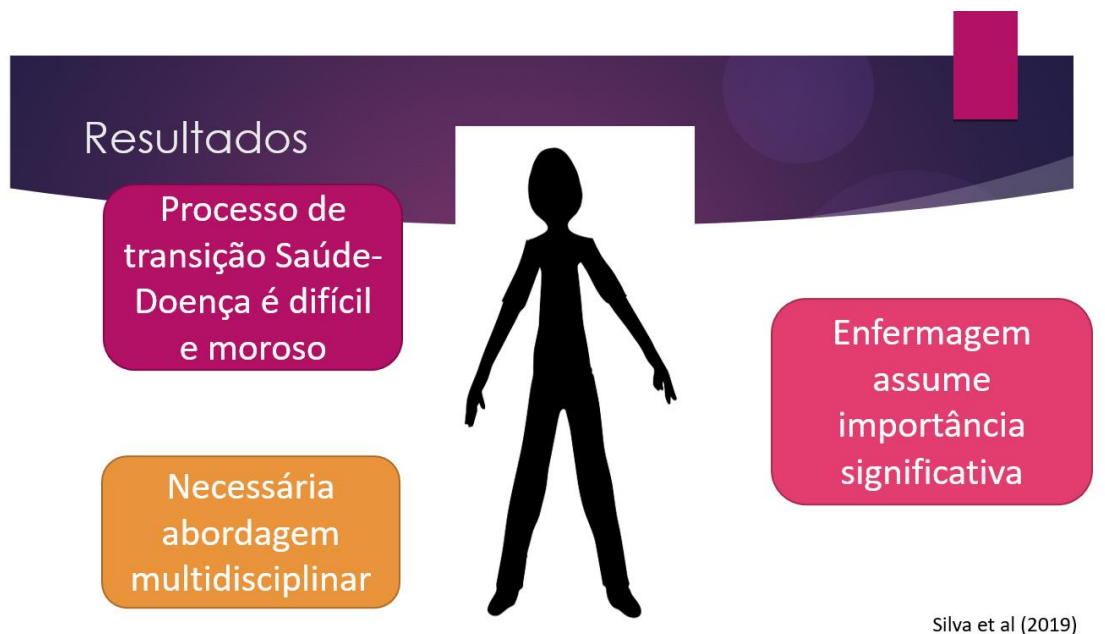 Resultados
Processo de
transição Saúde-
Doença é difícil
e moroso
Necessária
abordagem
multidisciplinar
Enfermagem
assume
importância
significativa
Silva et al (2019)